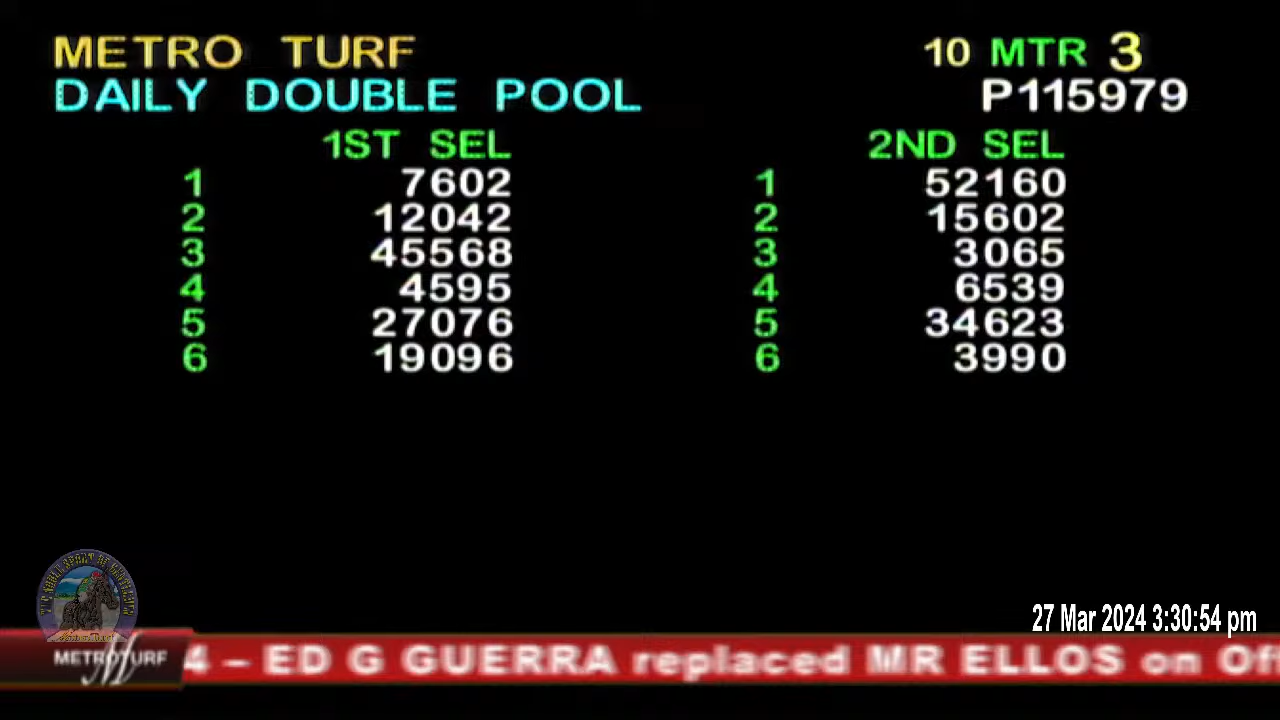 METRO TURF 10 MTR 3
DAILY DOUBLE POOL P115979
1ST SEL 2ND SEL
1 7602 1 52160
2 12042 2 15602
3 45568 3 3065
4 4595 4 6539
5 27076 5 34623
6 19096 6 3990
27 Mar 2024 3:30:54 pm
METROTURF 4 – ED G GUERRA replaced MR ELLOS on Off